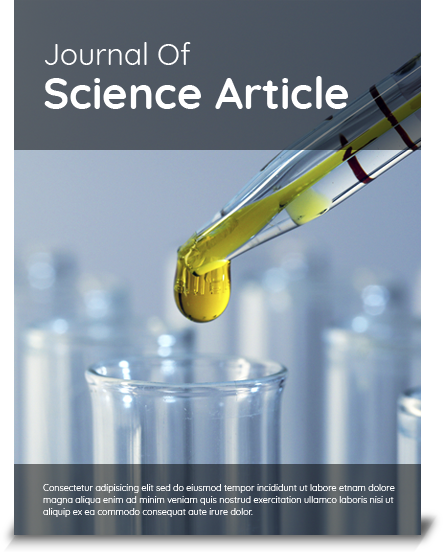 Journal Of
Science Article
Consectetur adipisicing elit sed do eiusmod tempor incididunt ut labore etnam dolore
magna aliqua enim ad minim veniam quis nostrud exercitation ullamco laboris nisi ut
aliquip ex ea commodo consequat aute irure dolor.